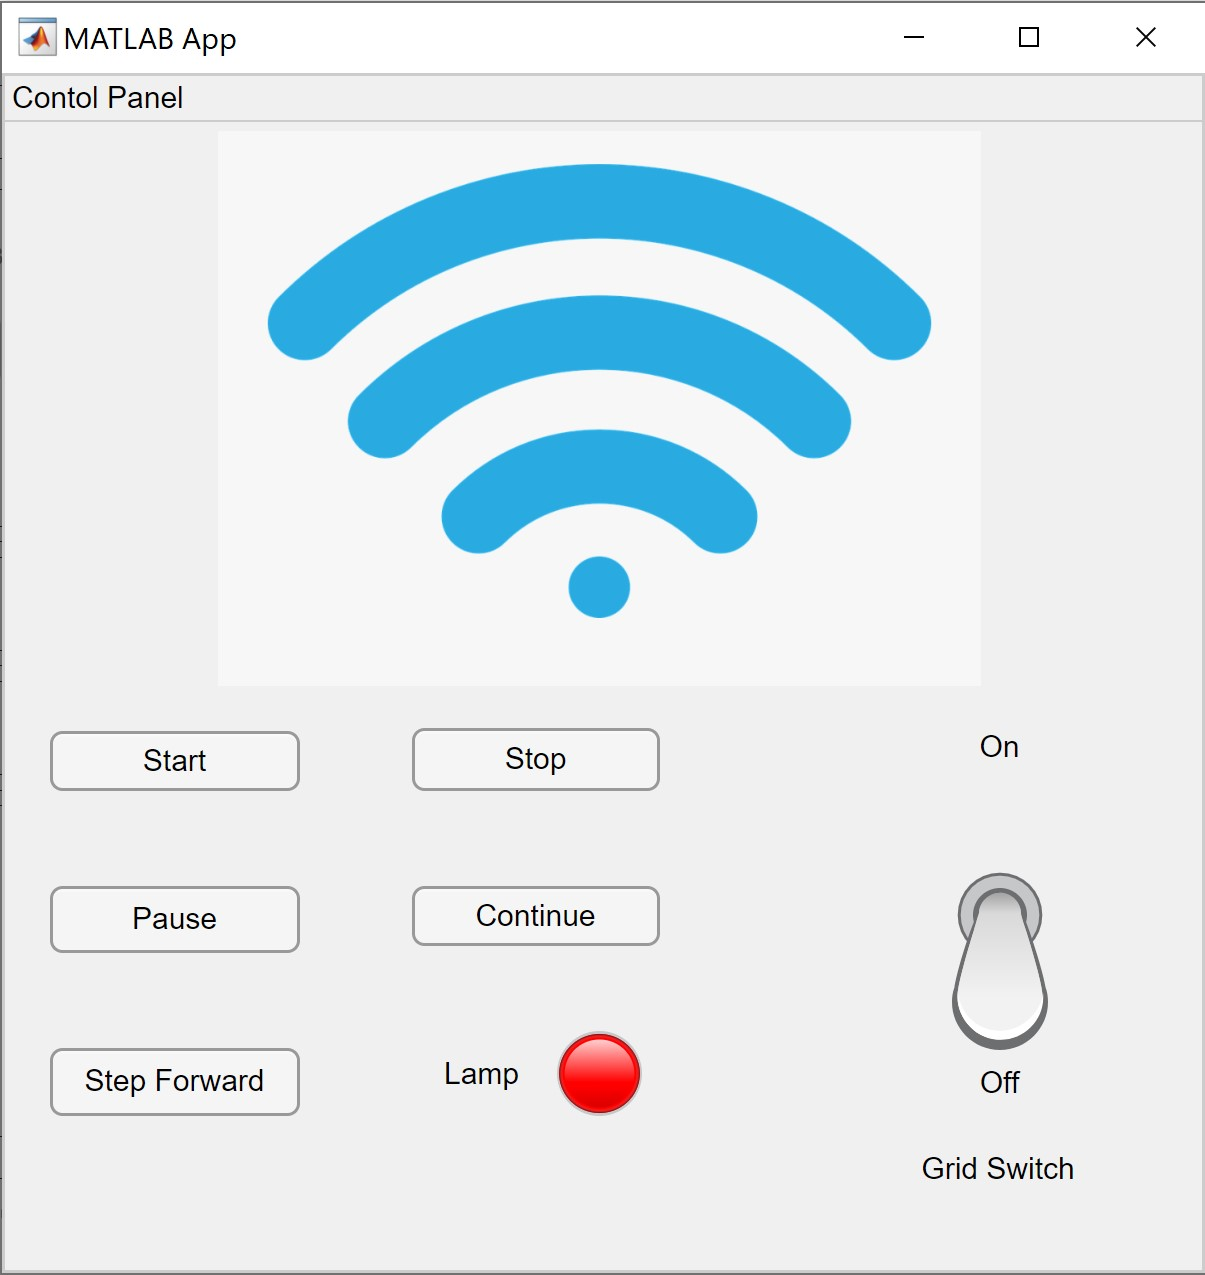 MATLAB App
Contol Panel
Start
Stop
On
Pause
Continue
Step Forward
Lamp
Off
Grid Switch